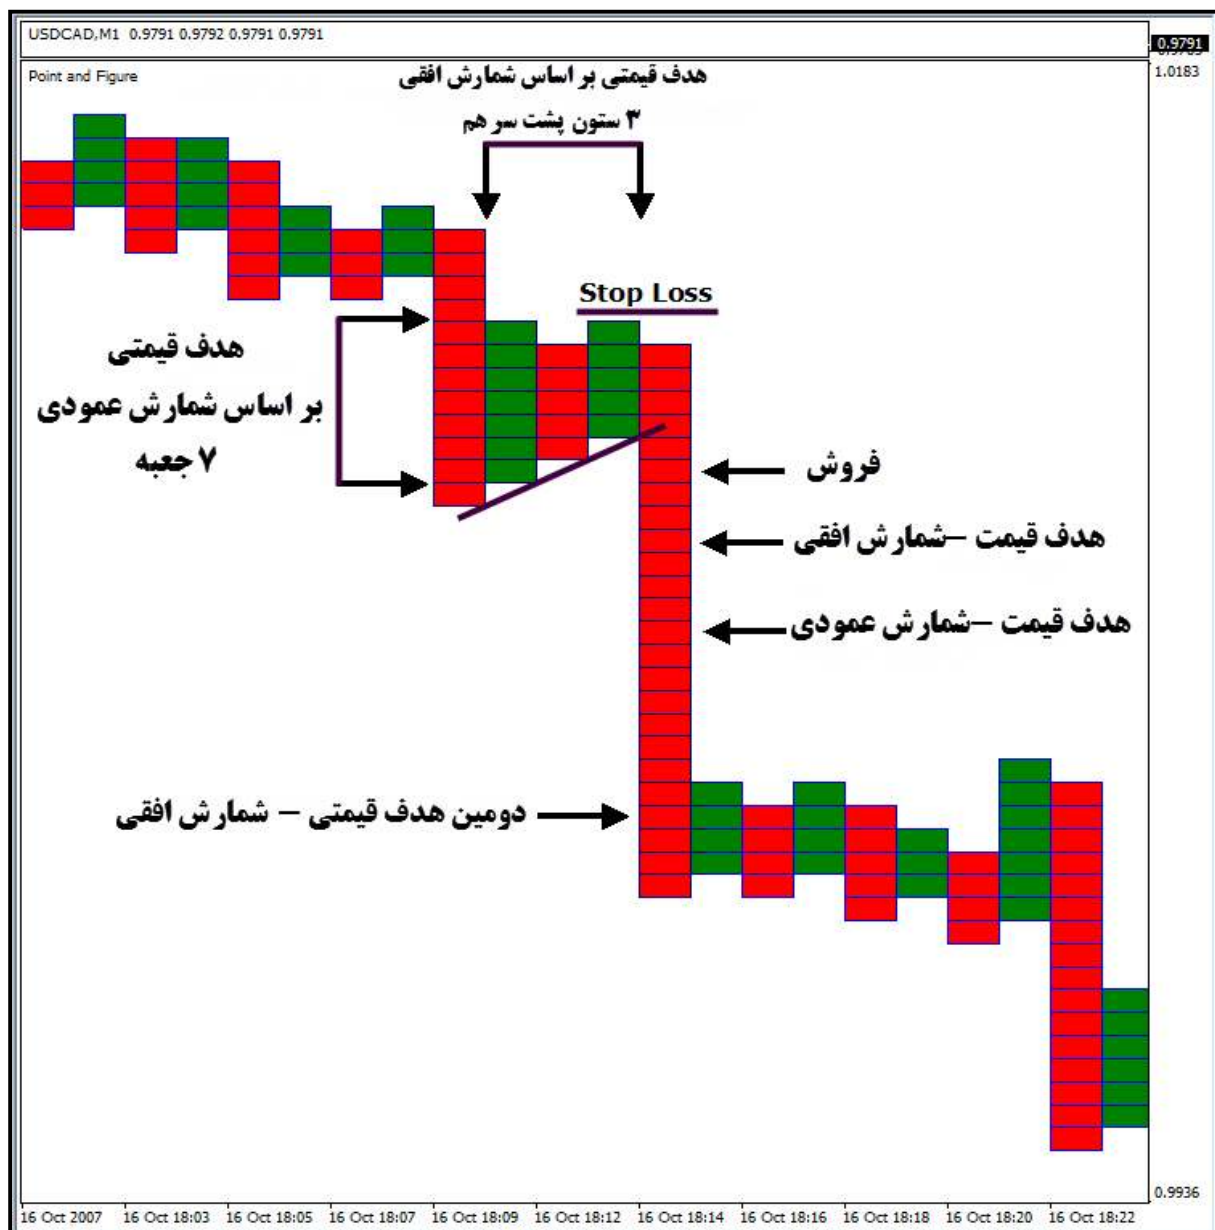 USDCAD,M1 0.9791 0.9792 0.9791 0.9791
0.9791
Point and Figure
1.0183
هدف قیمتی بر اساس شمارش افقی
۳ ستون پشت سر هم
Stop Loss
هدف قیمتی
بر اساس شمارش عمودی
۷ جعبه
فروش
هدف قیمت –شمارش افقی
هدف قیمت –شمارش عمودی
دومین هدف قیمتی – شمارش افقی
0.9936
16 Oct 2007 16 Oct 18:03 16 Oct 18:05 16 Oct 18:07 16 Oct 18:09 16 Oct 18:12 16 Oct 18:14 16 Oct 18:16 16 Oct 18:18 16 Oct 18:20 16 Oct 18:22